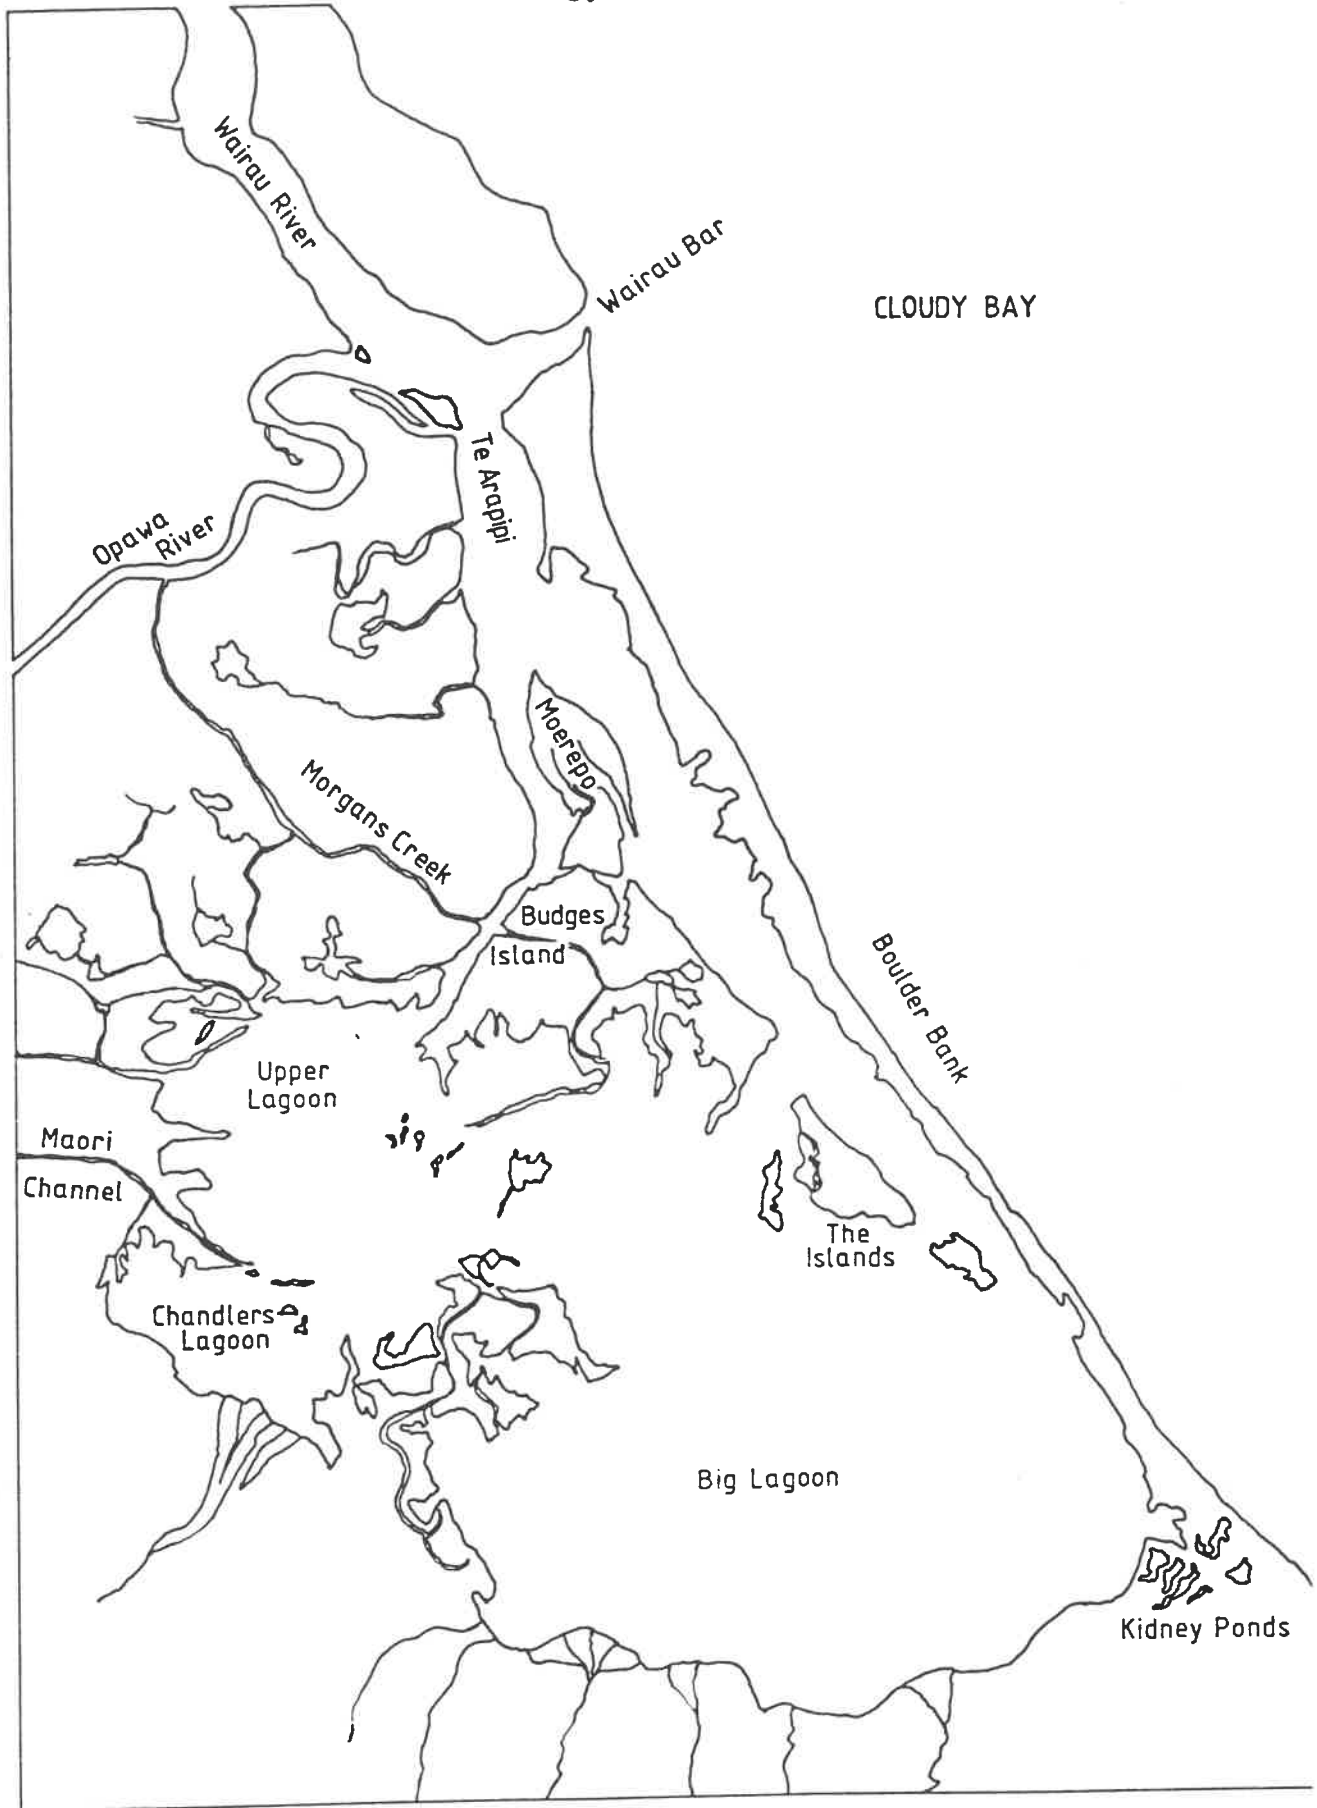 Wairau River
Wairau Bar
CLOUDY BAY
Te Arapipi
Opawa
River
Moerepo
Morgans Creek
Budges
Island
Boulder Bank
Upper
Lagoon
Maori
Channel
The
Islands
Chandlers
Lagoon
Big Lagoon
Kidney Ponds